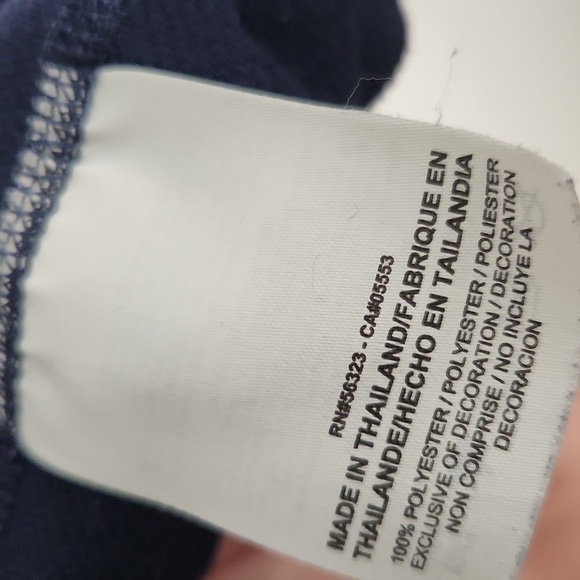 RN#56323 - CA#05553
MADE IN THAILAND/FABRIQUE EN
THAILANDE/HECHO EN TAILANDIA
100% POLYESTER / POLYESTER / POLIESTER
EXCLUSIVE OF DECORATION / DECORATION
NON COMPRISE / NO INCLUYE LA
DECORACION